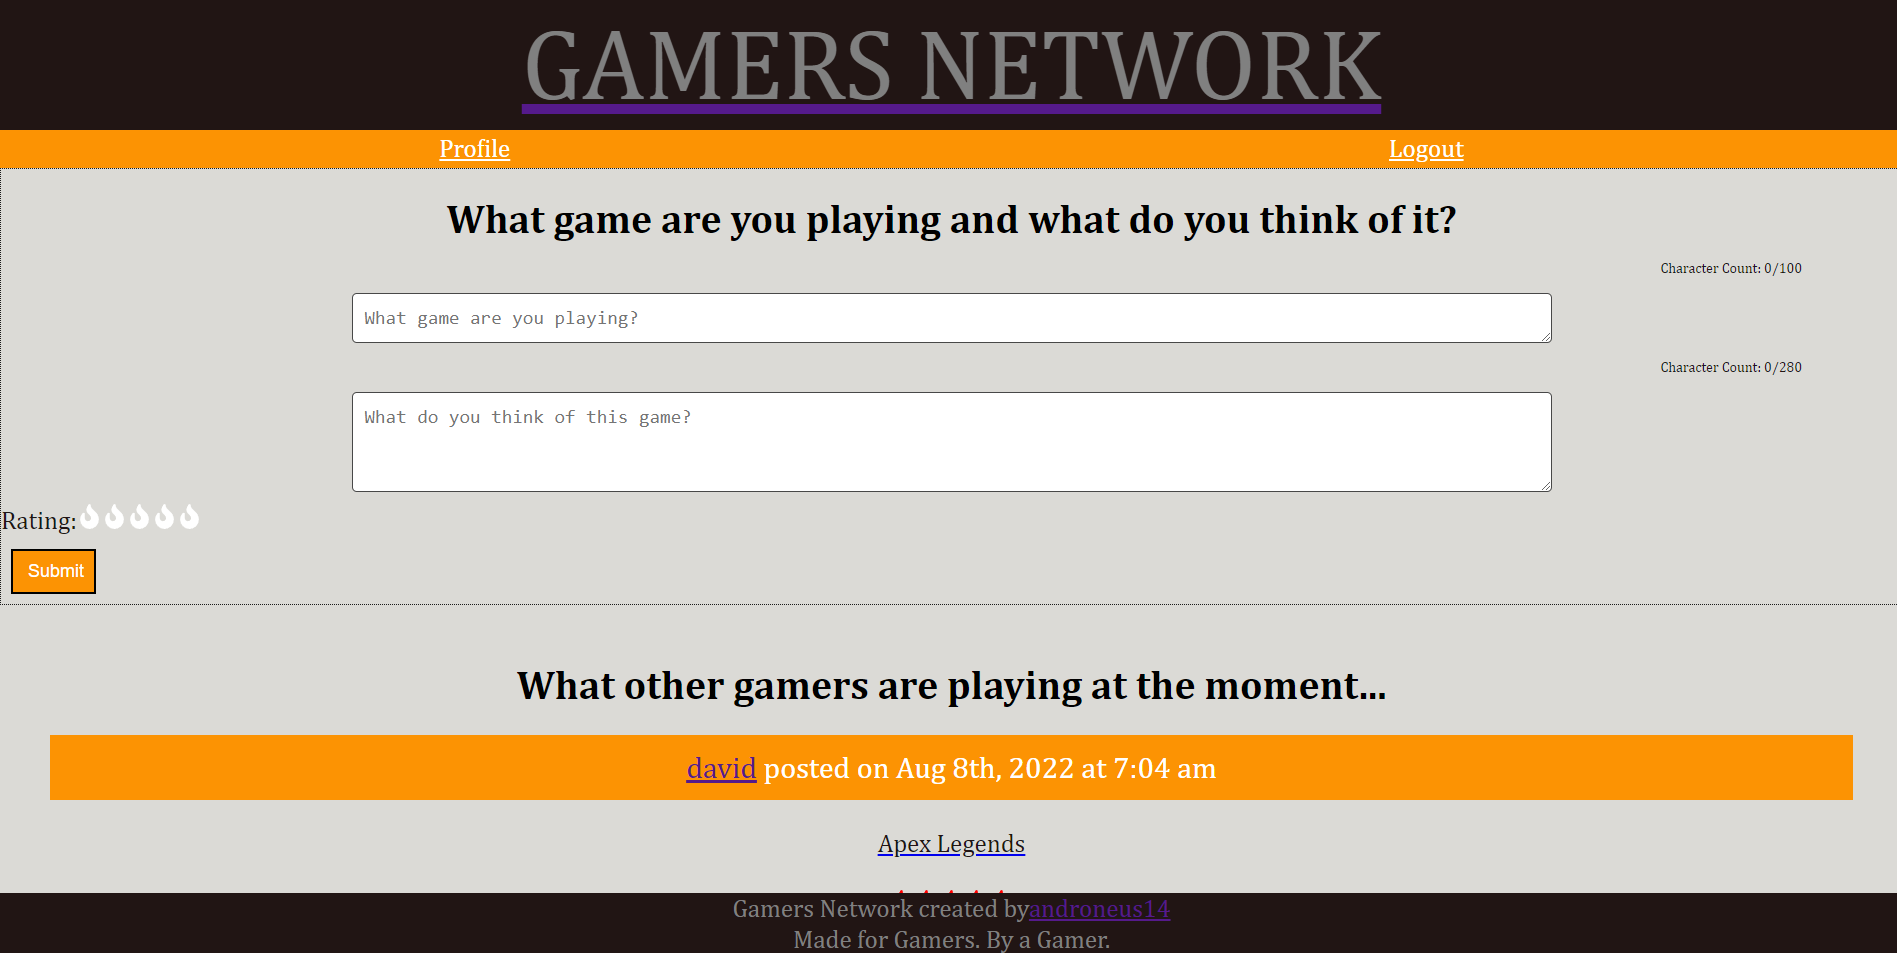 GAMERS NETWORK
Profile Logout
What game are you playing and what do you think of it?
Character Count: 0/100
What game are you playing?
Character Count: 0/280
What do you think of this game?
Rating:
Submit
What other gamers are playing at the moment...
david posted on Aug 8th, 2022 at 7:04 am
Apex Legends
Gamers Network created byandroneus14
Made for Gamers. By a Gamer.